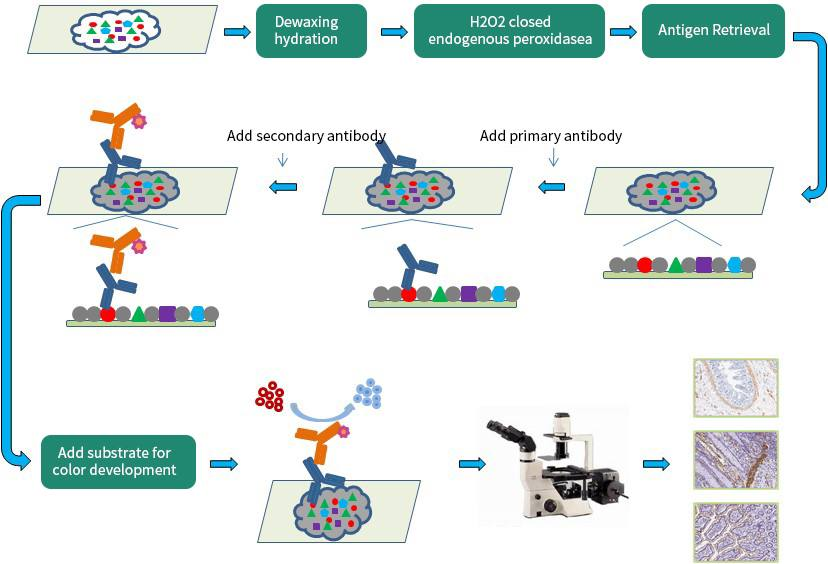 Dewaxing
hydration
H2O2 closed
endogenous peroxidasea
Antigen Retrieval
Add secondary antibody
Add primary antibody
Add substrate for
color development